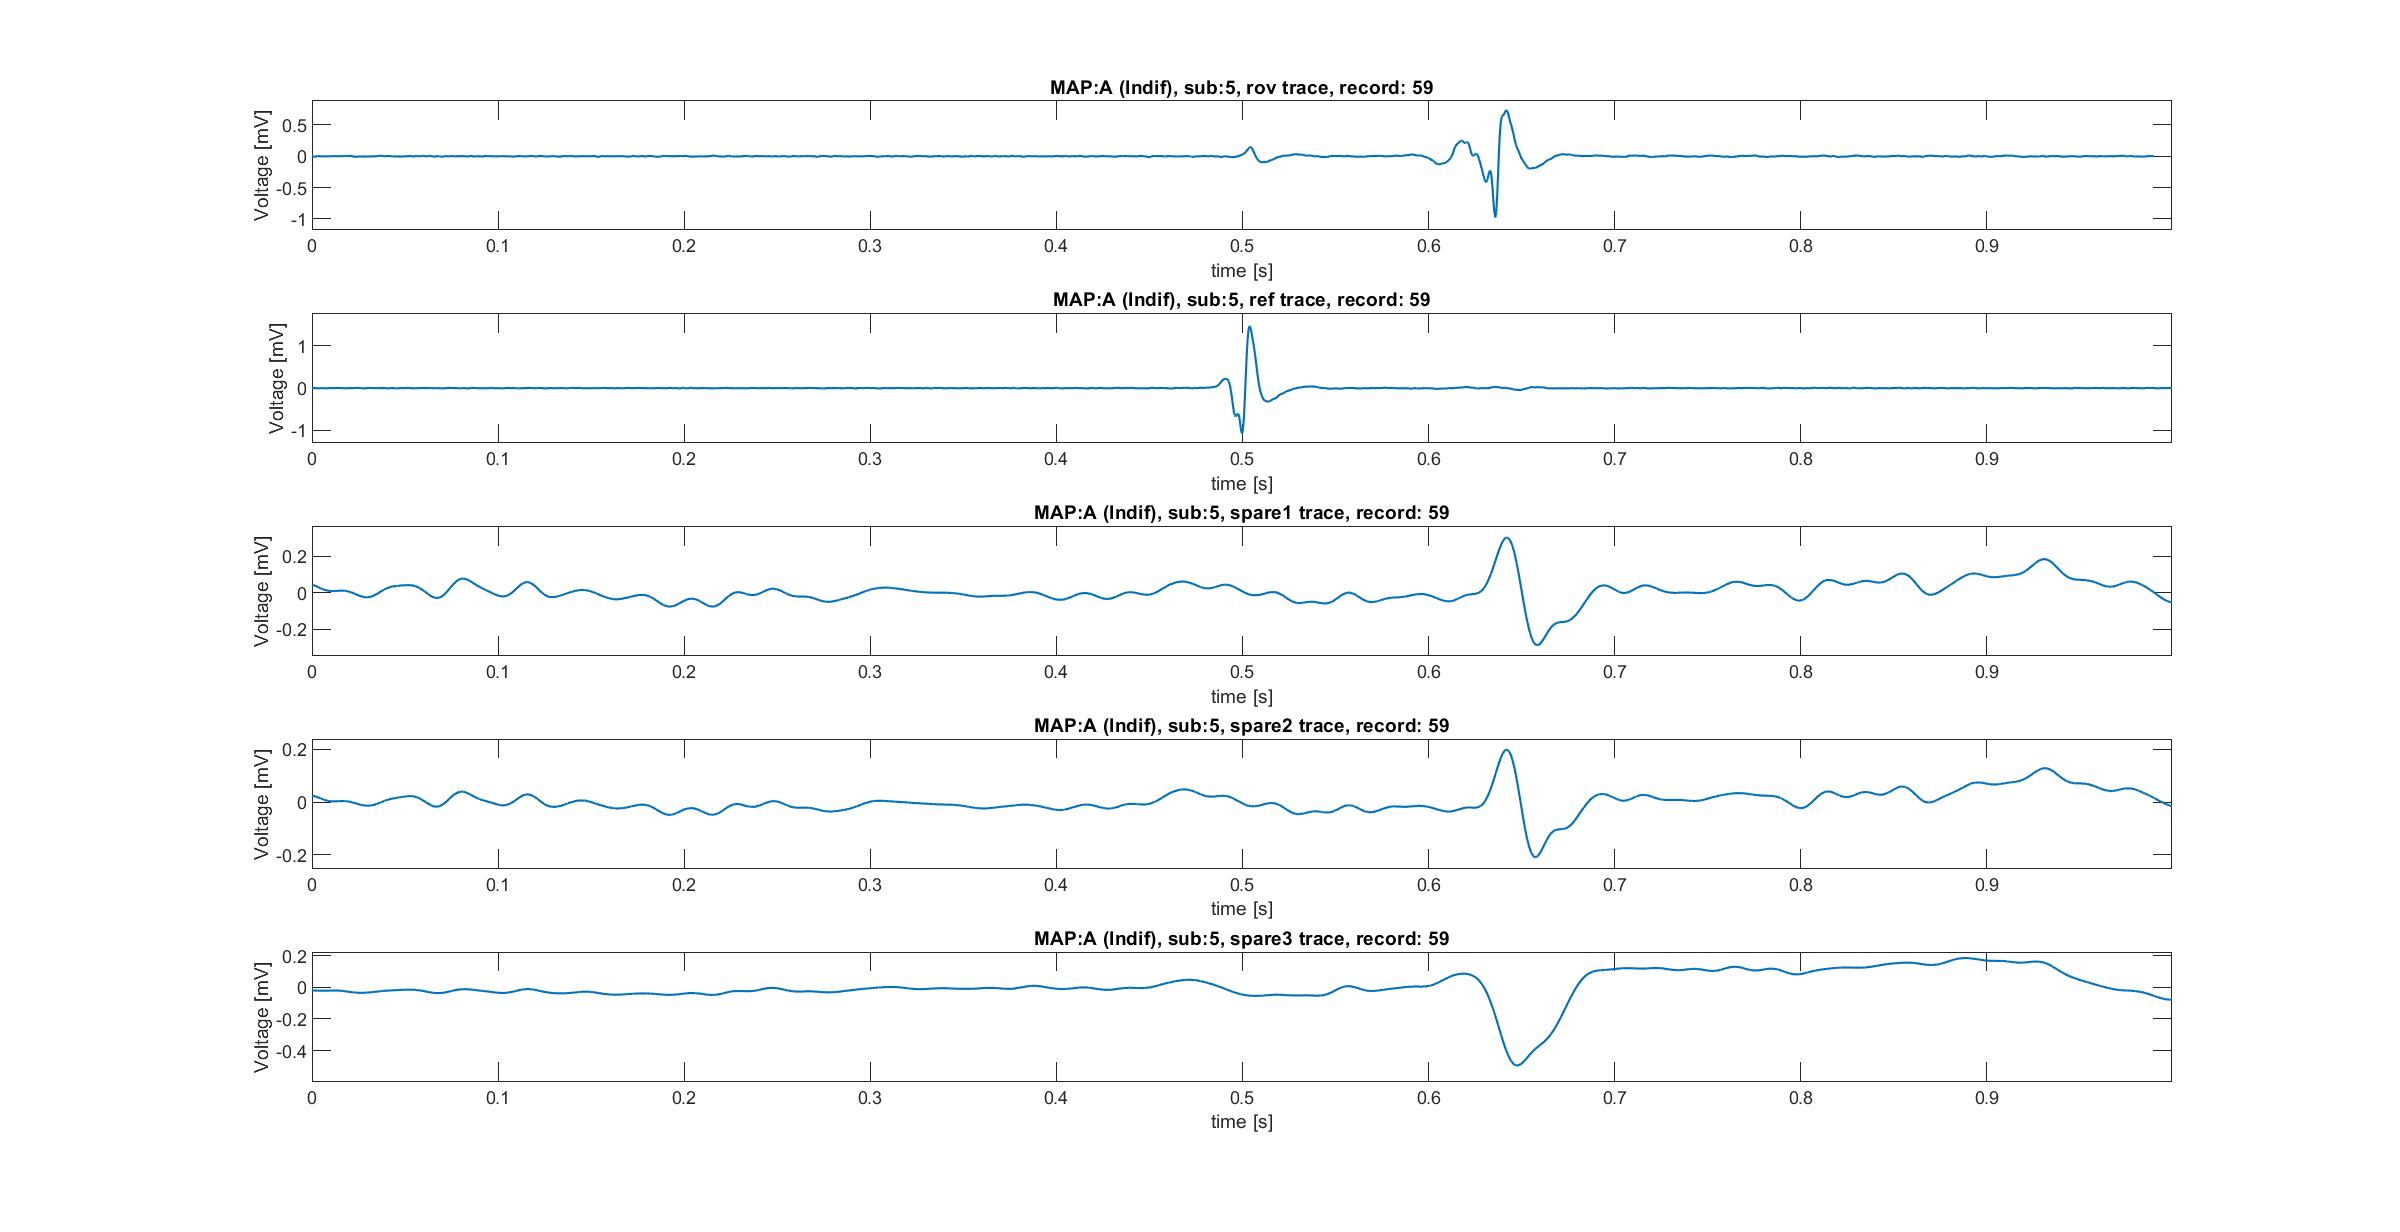 MAP:A (Indif), sub:5, rov trace, record: 59
Voltage [mV]
0.5
0
-0.5
-1
0 0.1 0.2 0.3 0.4 0.5 0.6 0.7 0.8 0.9
time [s]
MAP:A (Indif), sub:5, ref trace, record: 59
Voltage [mV]
1
0
-1
0 0.1 0.2 0.3 0.4 0.5 0.6 0.7 0.8 0.9
time [s]
MAP:A (Indif), sub:5, spare1 trace, record: 59
Voltage [mV]
0.2
0
-0.2
0 0.1 0.2 0.3 0.4 0.5 0.6 0.7 0.8 0.9
time [s]
MAP:A (Indif), sub:5, spare2 trace, record: 59
Voltage [mV]
0.2
0
-0.2
0 0.1 0.2 0.3 0.4 0.5 0.6 0.7 0.8 0.9
time [s]
MAP:A (Indif), sub:5, spare3 trace, record: 59
Voltage [mV]
0.2
0
-0.2
-0.4
0 0.1 0.2 0.3 0.4 0.5 0.6 0.7 0.8 0.9
time [s]